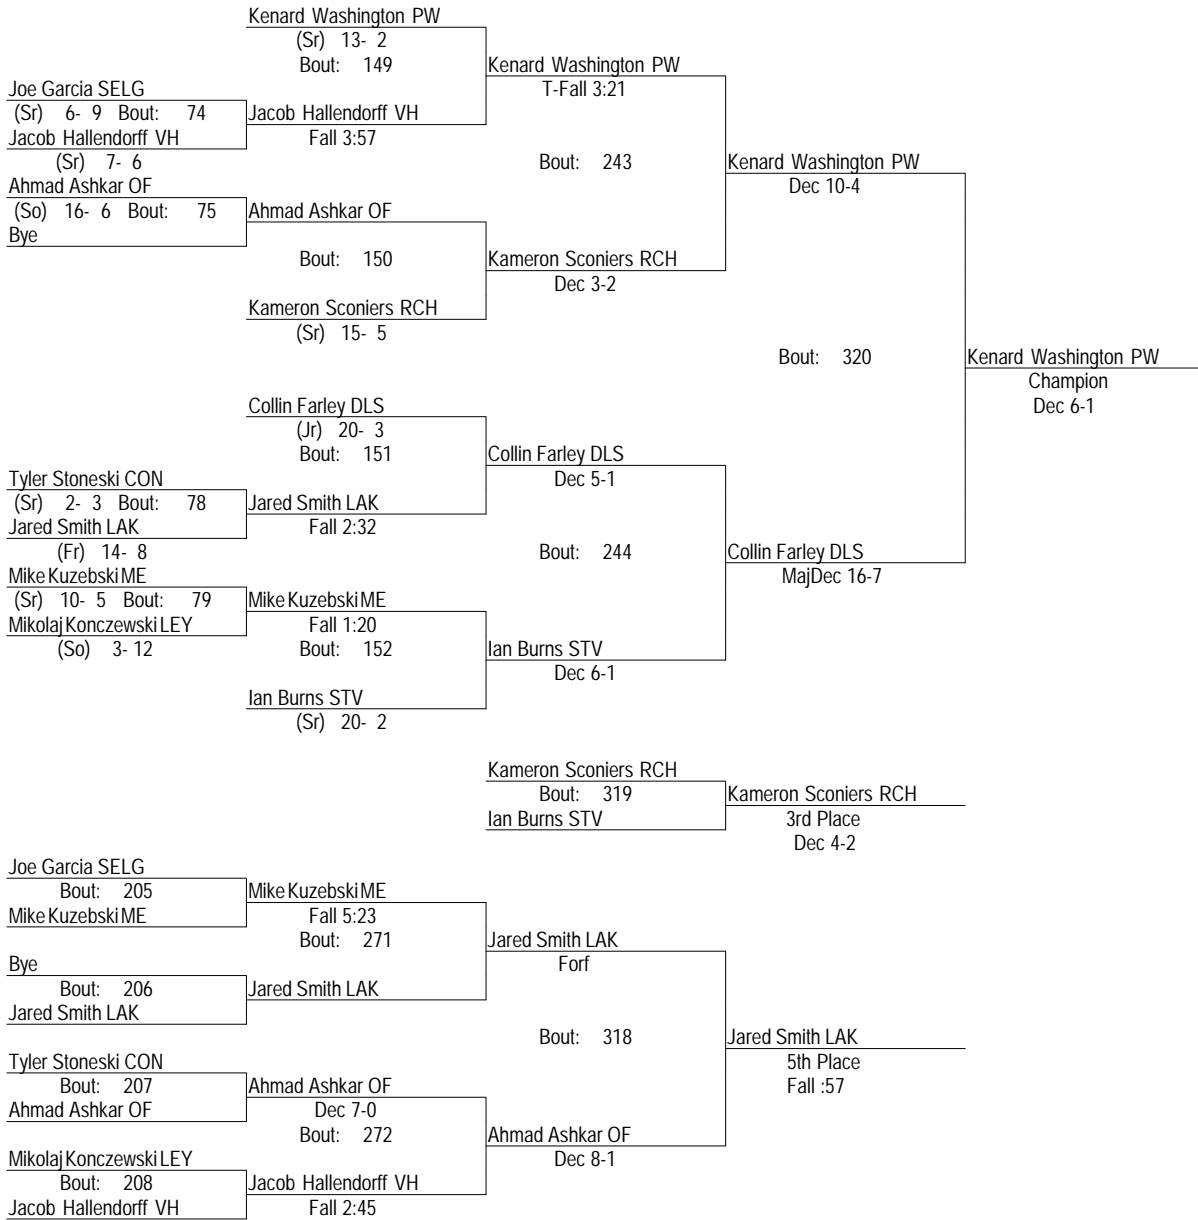 Kenard Washington PW
(Sr) 13- 2
Bout: 149
Kenard Washington PW
T-Fall 3:21
Joe Garcia SELG
(Sr) 6- 9 Bout: 74
Jacob Hallendorff VH
Jacob Hallendorff VH
Fall 3:57
(Sr) 7- 6
Bout: 243
Kenard Washington PW
Dec 10-4
Ahmad Ashkar OF
(So) 16- 6 Bout: 75
Ahmad Ashkar OF
Bye
Bout: 150
Kameron Sconiers RCH
Dec 3-2
Kameron Sconiers RCH
(Sr) 15- 5
Bout: 320
Kenard Washington PW
Champion
Dec 6-1
Collin Farley DLS
(Jr) 20- 3
Bout: 151
Collin Farley DLS
Dec 5-1
Tyler Stoneski CON
(Sr) 2- 3 Bout: 78
Jared Smith LAK
Jared Smith LAK
Fall 2:32
(Fr) 14- 8
Bout: 244
Collin Farley DLS
MajDec 16-7
Mike Kuzebski ME
(Sr) 10- 5 Bout: 79
Mike Kuzebski ME
Mikolaj Konczewski LEY
Fall 1:20
(So) 3- 12
Bout: 152
Ian Burns STV
Dec 6-1
Ian Burns STV
(Sr) 20- 2
Kameron Sconiers RCH
Bout: 319
Kameron Sconiers RCH
Ian Burns STV
3rd Place
Dec 4-2
Joe Garcia SELG
Bout: 205
Mike Kuzebski ME
Mike Kuzebski ME
Fall 5:23
Bout: 271
Jared Smith LAK
Forf
Bye
Bout: 206
Jared Smith LAK
Jared Smith LAK
Bout: 318
Jared Smith LAK
5th Place
Fall :57
Tyler Stoneski CON
Bout: 207
Ahmad Ashkar OF
Ahmad Ashkar OF
Dec 7-0
Bout: 272
Ahmad Ashkar OF
Dec 8-1
Mikolaj Konczewski LEY
Bout: 208
Jacob Hallendorff VH
Jacob Hallendorff VH
Fall 2:45